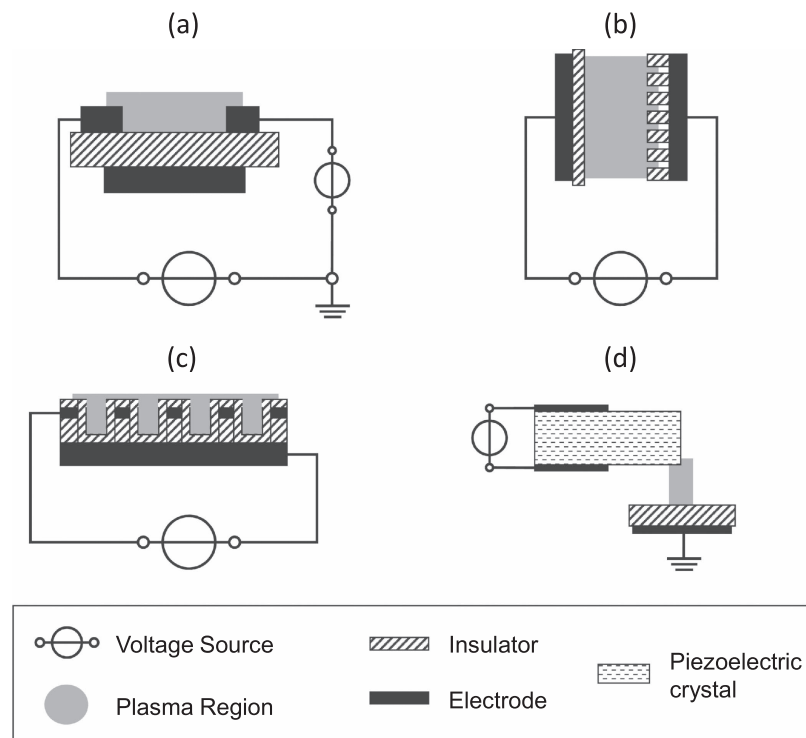 (a)
(b)
(c)
(d)
Voltage Source
Insulator
Piezoelectric
crystal
Plasma Region
Electrode